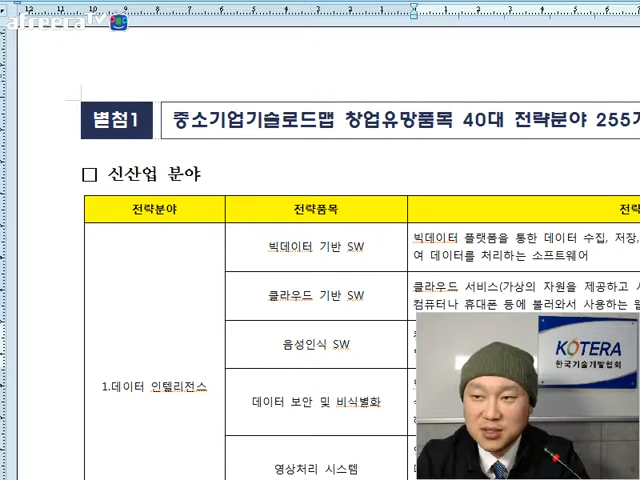 afreecaTV
별첨1
중소기업기술로드맵 창업유망품목 40대 전략분야 255
□ 신산업 분야
전략분야 전략품목 전략
1.데이터 인텔리전스
빅데이터 기반 SW
빅데이터 플랫폼을 통한 데이터 수집, 저장,
여 데이터를 처리하는 소프트웨어
클라우드 기반 SW
클라우드 서비스(가상의 자원을 제공하고
컴퓨터나 휴대폰 등에 불러와서 사용하는
음성인식 SW
데이터 보안 및 비식별화
영상처리 시스템
KOTERA
한국기술개발협회